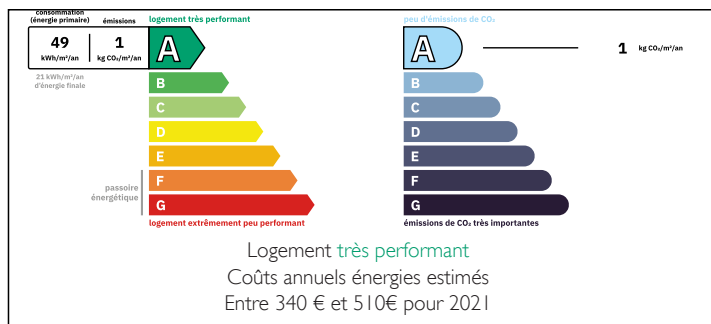 consommation
(énergie primaire)
émissions
logement très performant
49
kWh/m²/an
1
kg CO₂/m²/an
A
21 kWh/m²/an
d'énergie finale
B
C
D
E
F
G
passoire
énergétique
logement extrêmement peu performant
peu d'émissions de CO₂
A
1 kg CO₂/m²/an
B
C
D
E
F
G
émissions de CO₂ très importantes
Logement très performant
Coûts annuels énergies estimés
Entre 340 € et 510€ pour 2021